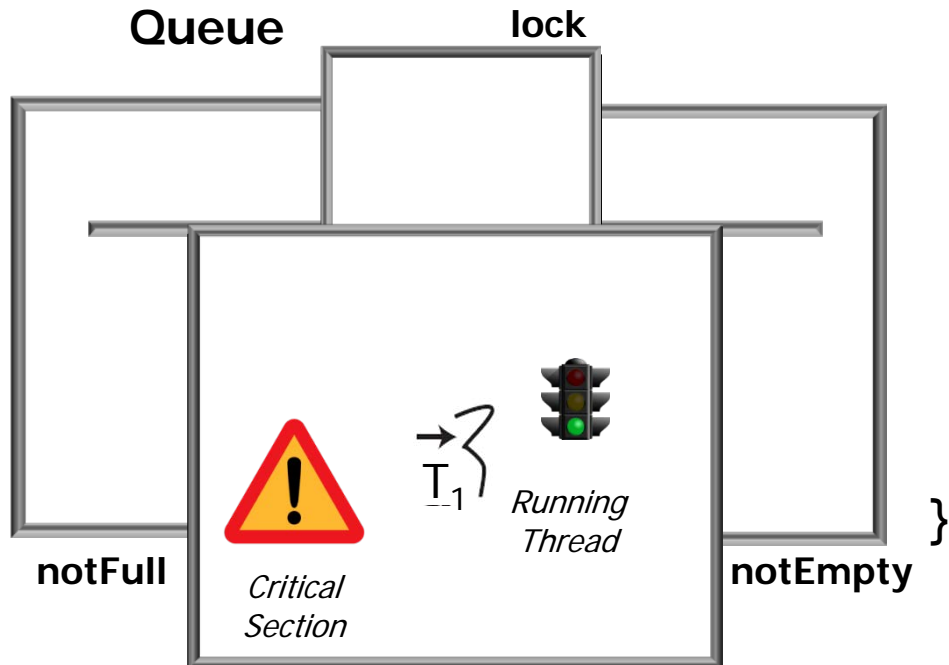 Queue
lock
T1
Running
Thread
}
notFull
notEmpty
Critical
Section